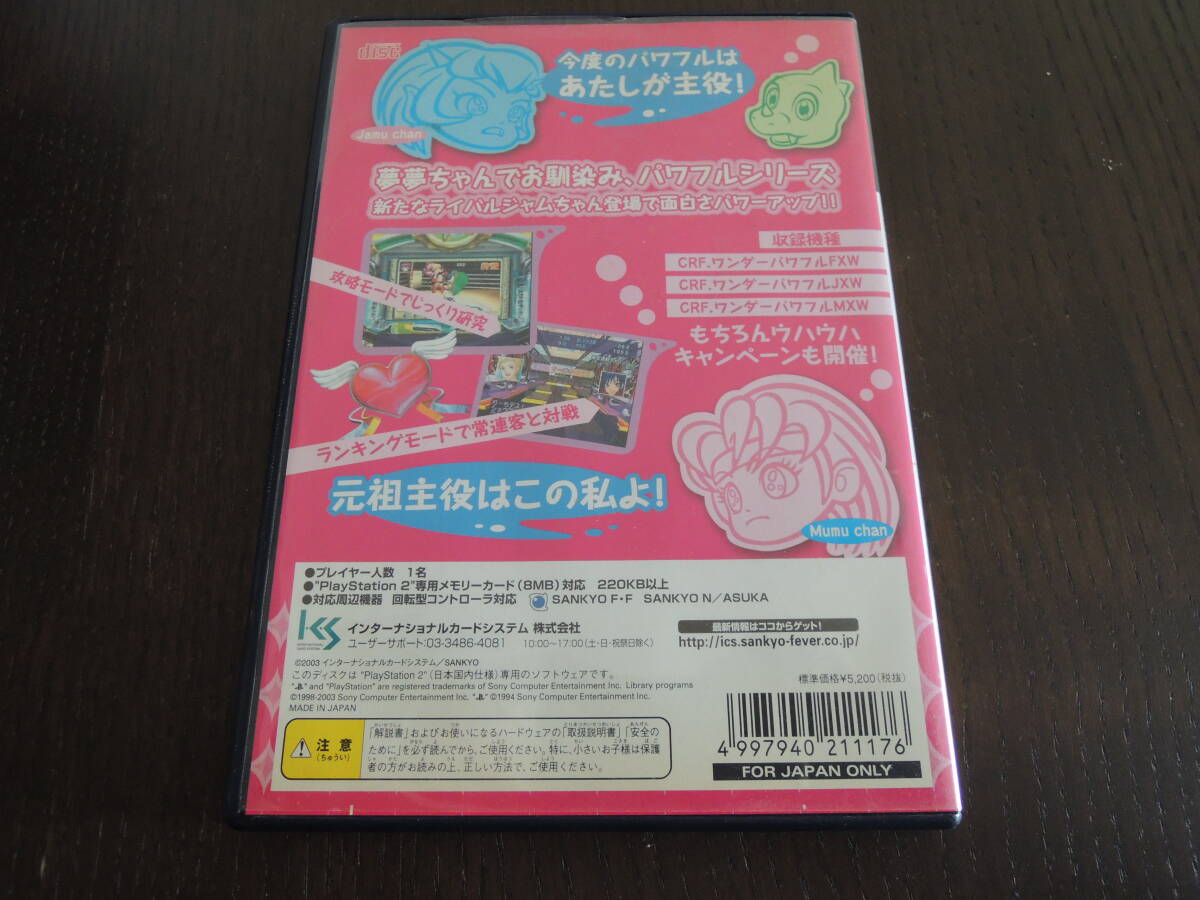 disc
今度のパワフルは
あたしが主役!
Jamu chan
夢夢ちゃんでお馴染み、パワフルシリーズ
新たなライバルジャムちゃん登場で面白さパワーアップ!!
収録機種
CRF.ワンダーパワフルFXW
CRF.ワンダーパワフルJXW
CRF.ワンダーパワフルMXW
攻略モードでじっくり研究
もちろんウハウハ
キャンペーンも開催!
ランキングモードで常連客と対戦
元祖主役はこの私よ!
Mumu chan
●プレイヤー人数 1名
●"PlayStation 2"専用メモリーカード(8MB)対応 220KB以上
●対応周辺機器 回転型コントローラ対応 SANKYO F・F SANKYO N/ASUKA
ics
インターナショナルカードシステム 株式会社
ユーザーサポート:03-3486-4081 10:00~17:00(土・日・祝祭日除く)
最新情報はココからゲット!
http://ics.sankyo-fever.co.jp/
©2003 インターナショナルカードシステム/SANKYO
このディスクは "PlayStation 2"(日本国内仕様)専用のソフトウェアです。
" " and "PlayStation" are registered trademarks of Sony Computer Entertainment Inc. Library programs
©1998-2003 Sony Computer Entertainment Inc. " " ©1994 Sony Computer Entertainment Inc.
MADE IN JAPAN
標準価格¥5,200(税抜)
注意
(ちゅうい)
「解説書」およびお使いになるハードウェアの「取扱説明書」「安全の
ために」を必ず読んでから、ご使用ください。特に、小さいお子様は保護
者の方がお読みの上、正しい方法で、ご使用ください。
4 997940 211176
FOR JAPAN ONLY